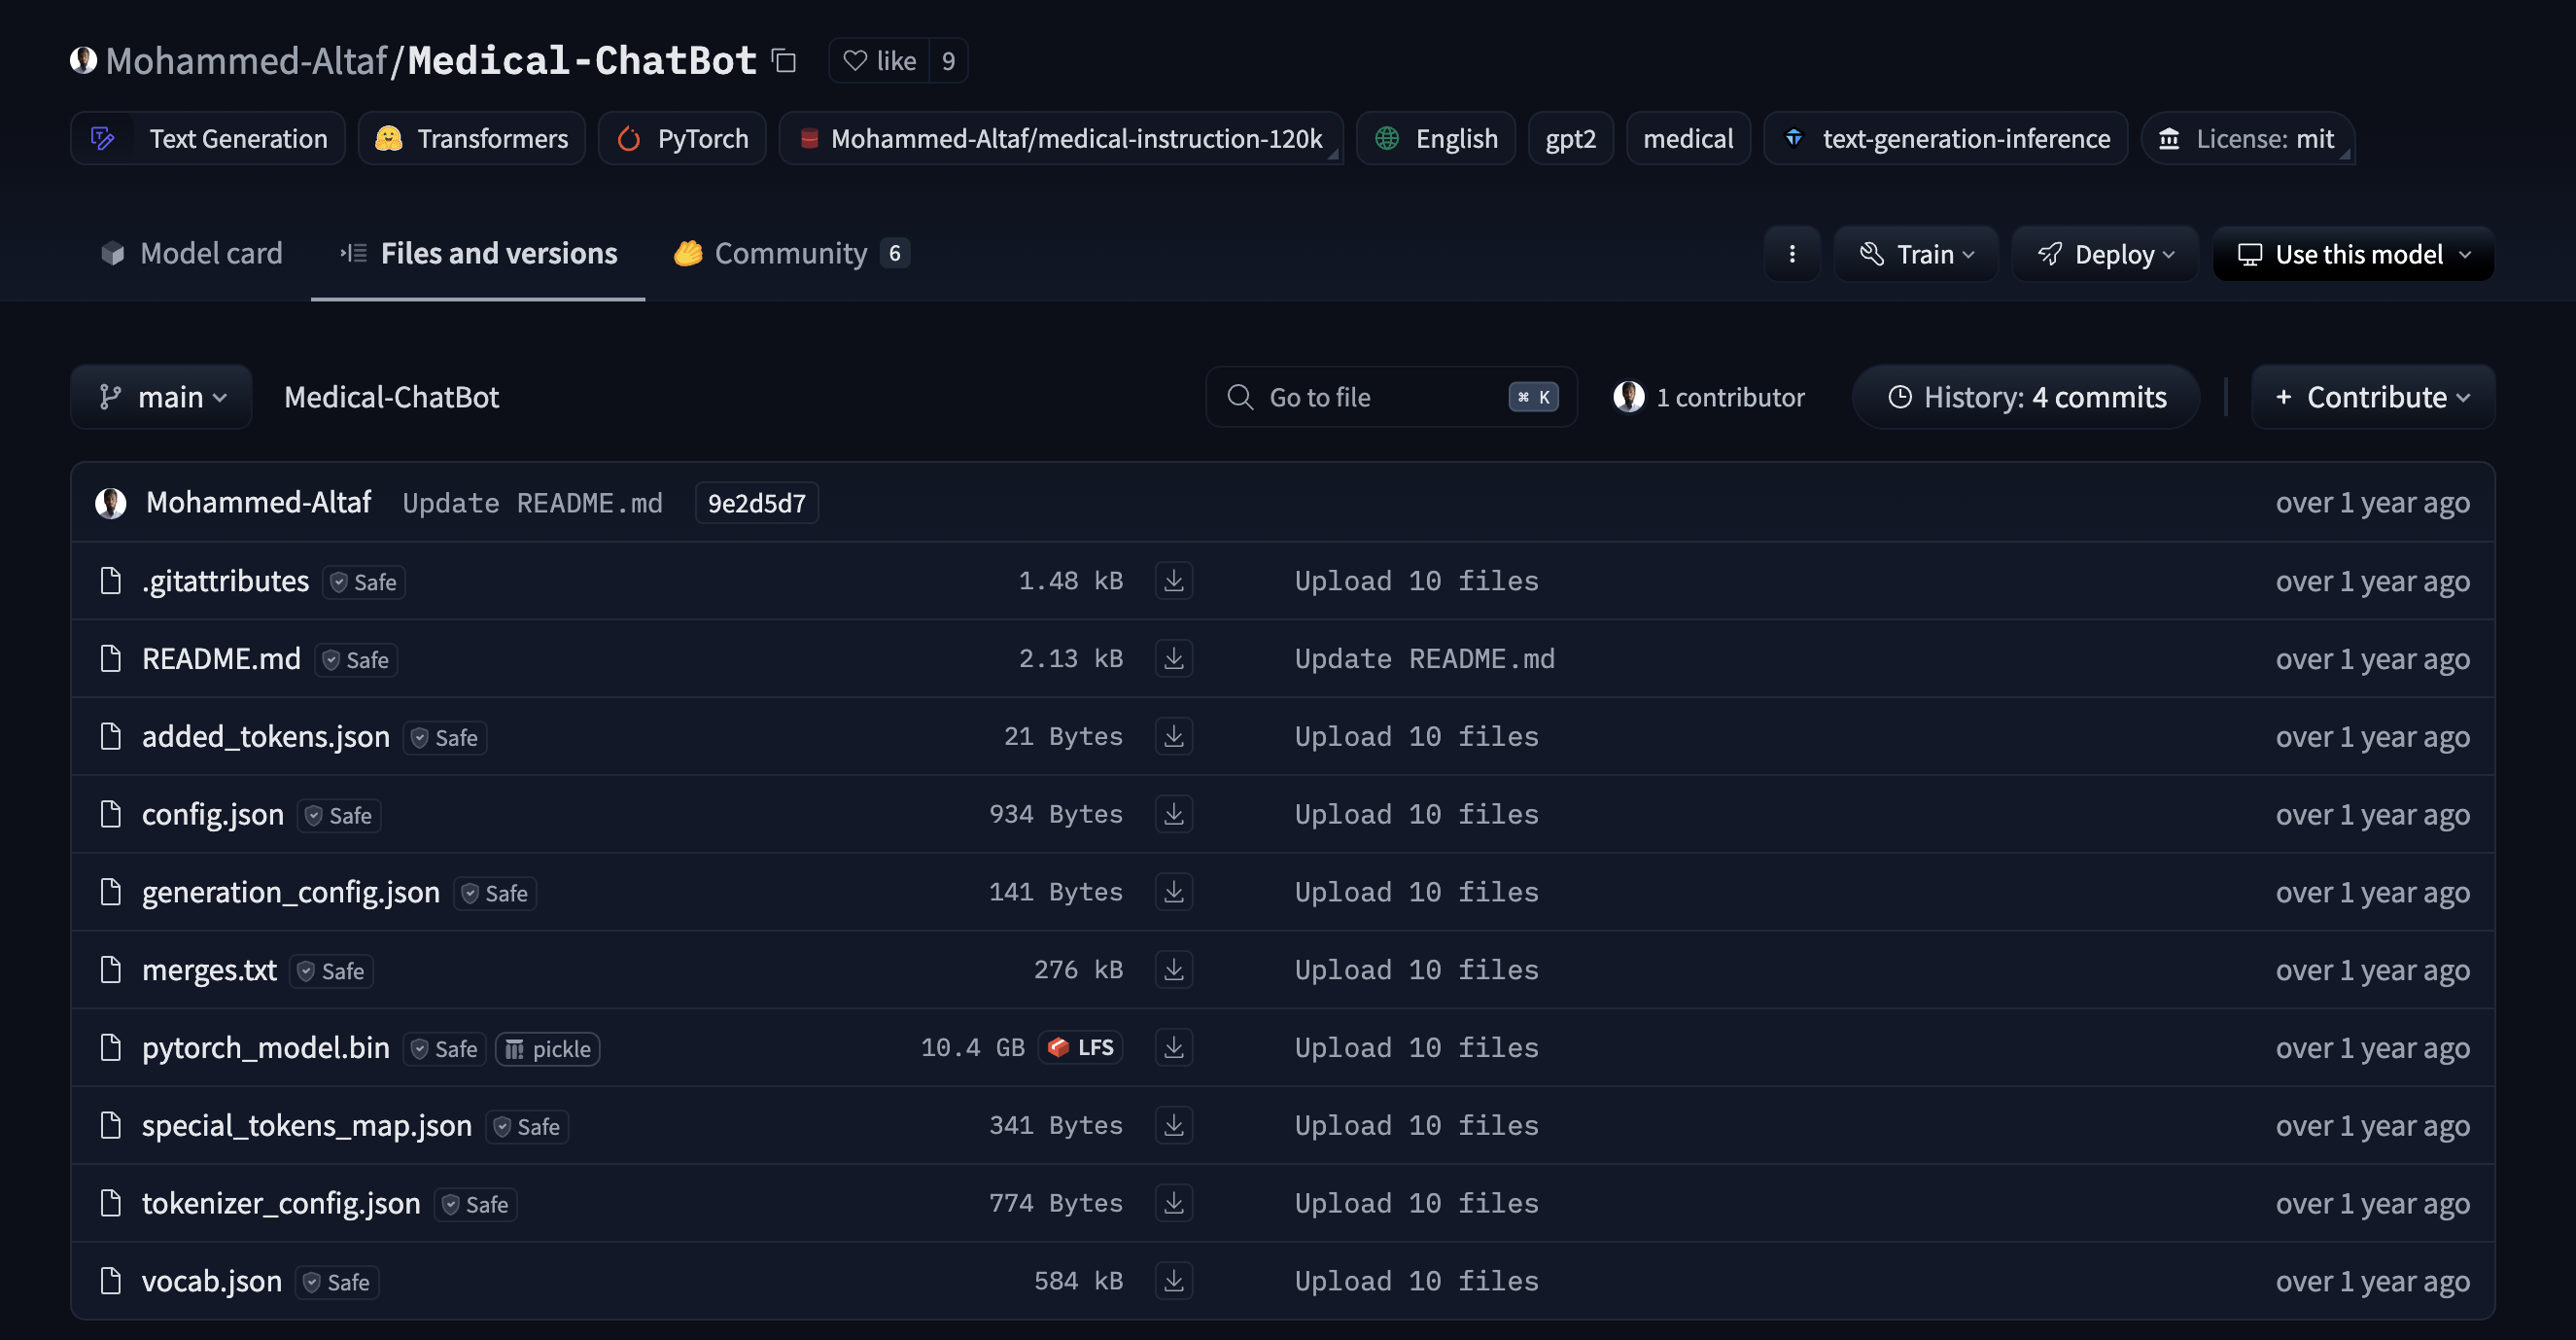 Mohammed-Altaf/Medical-ChatBot like 9
Text Generation Transformers PyTorch Mohammed-Altaf/medical-instruction-120k English gpt2 medical text-generation-inference License: mit
Model card Files and versions Community 6 Train Deploy Use this model
main Medical-ChatBot Go to file ⌘ K 1 contributor History: 4 commits + Contribute
Mohammed-Altaf Update README.md 9e2d5d7 over 1 year ago
.gitattributes Safe 1.48 kB Upload 10 files over 1 year ago
README.md Safe 2.13 kB Update README.md over 1 year ago
added_tokens.json Safe 21 Bytes Upload 10 files over 1 year ago
config.json Safe 934 Bytes Upload 10 files over 1 year ago
generation_config.json Safe 141 Bytes Upload 10 files over 1 year ago
merges.txt Safe 276 kB Upload 10 files over 1 year ago
pytorch_model.bin Safe pickle 10.4 GB LFS Upload 10 files over 1 year ago
special_tokens_map.json Safe 341 Bytes Upload 10 files over 1 year ago
tokenizer_config.json Safe 774 Bytes Upload 10 files over 1 year ago
vocab.json Safe 584 kB Upload 10 files over 1 year ago